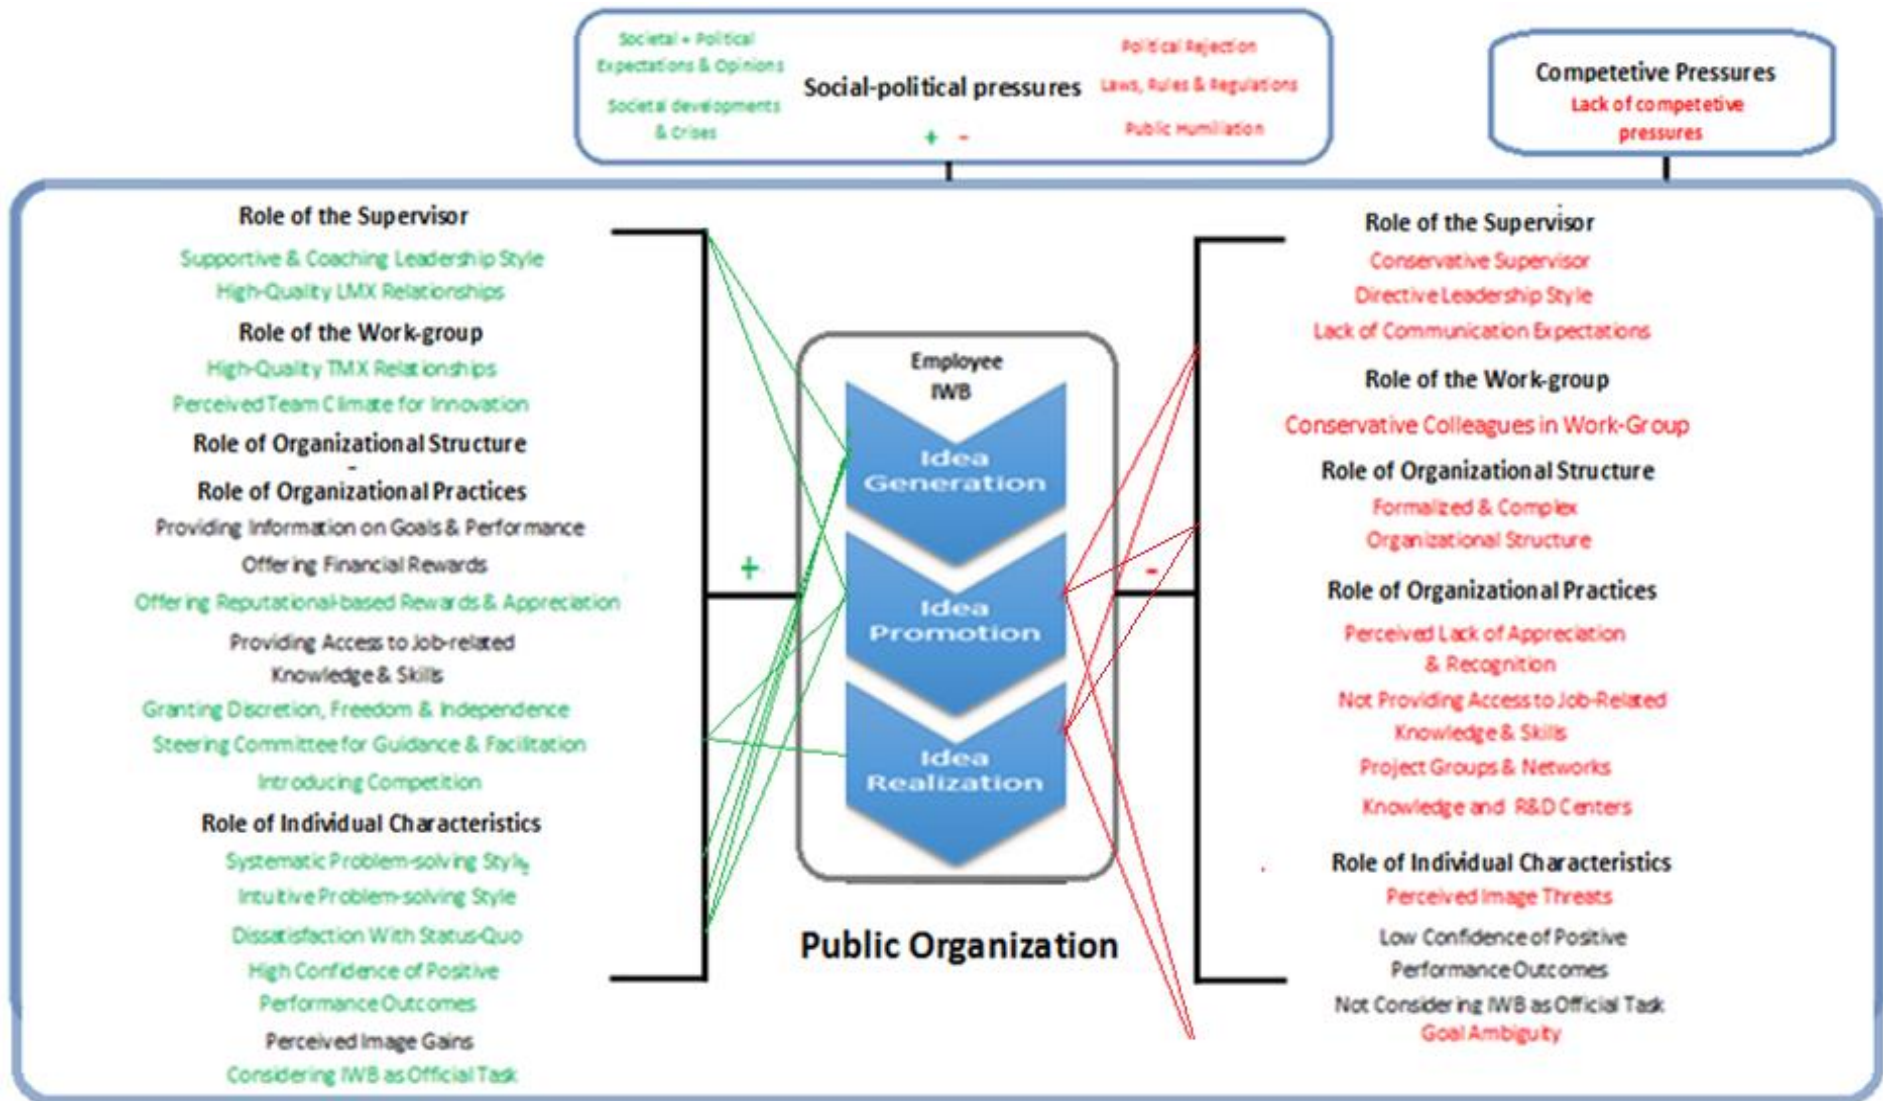 Societal + Political
Expectations & Opinions
Societal developments
& Crises
Social-political pressures
+ -
Political Rejection
Laws, Rules & Regulations
Public Humiliation
Competetive Pressures
Lack of competetive
pressures
Role of the Supervisor
Supportive & Coaching Leadership Style
High-Quality LMX Relationships
Role of the Work-group
High-Quality TMX Relationships
Perceived Team Climate for Innovation
Role of Organizational Structure
-
Role of Organizational Practices
Providing Information on Goals & Performance
Offering Financial Rewards
Offering Reputational-based Rewards & Appreciation
Providing Access to Job-related
Knowledge & Skills
Granting Discretion, Freedom & Independence
Steering Committee for Guidance & Facilitation
Introducing Competition
Role of Individual Characteristics
Systematic Problem-solving Style
Intuitive Problem-solving Style
Dissatisfaction With Status-Quo
High Confidence of Positive
Performance Outcomes
Perceived Image Gains
Considering IWB as Official Task
+
Employee
IWB
Idea
Generation
Idea
Promotion
Idea
Realization
Public Organization
-
Role of the Supervisor
Conservative Supervisor
Directive Leadership Style
Lack of Communication Expectations
Role of the Work-group
Conservative Colleagues in Work-Group
Role of Organizational Structure
Formalized & Complex
Organizational Structure
Role of Organizational Practices
Perceived Lack of Appreciation
& Recognition
Not Providing Access to Job-Related
Knowledge & Skills
Project Groups & Networks
Knowledge and R&D Centers
Role of Individual Characteristics
Perceived Image Threats
Low Confidence of Positive
Performance Outcomes
Not Considering IWB as Official Task
Goal Ambiguity